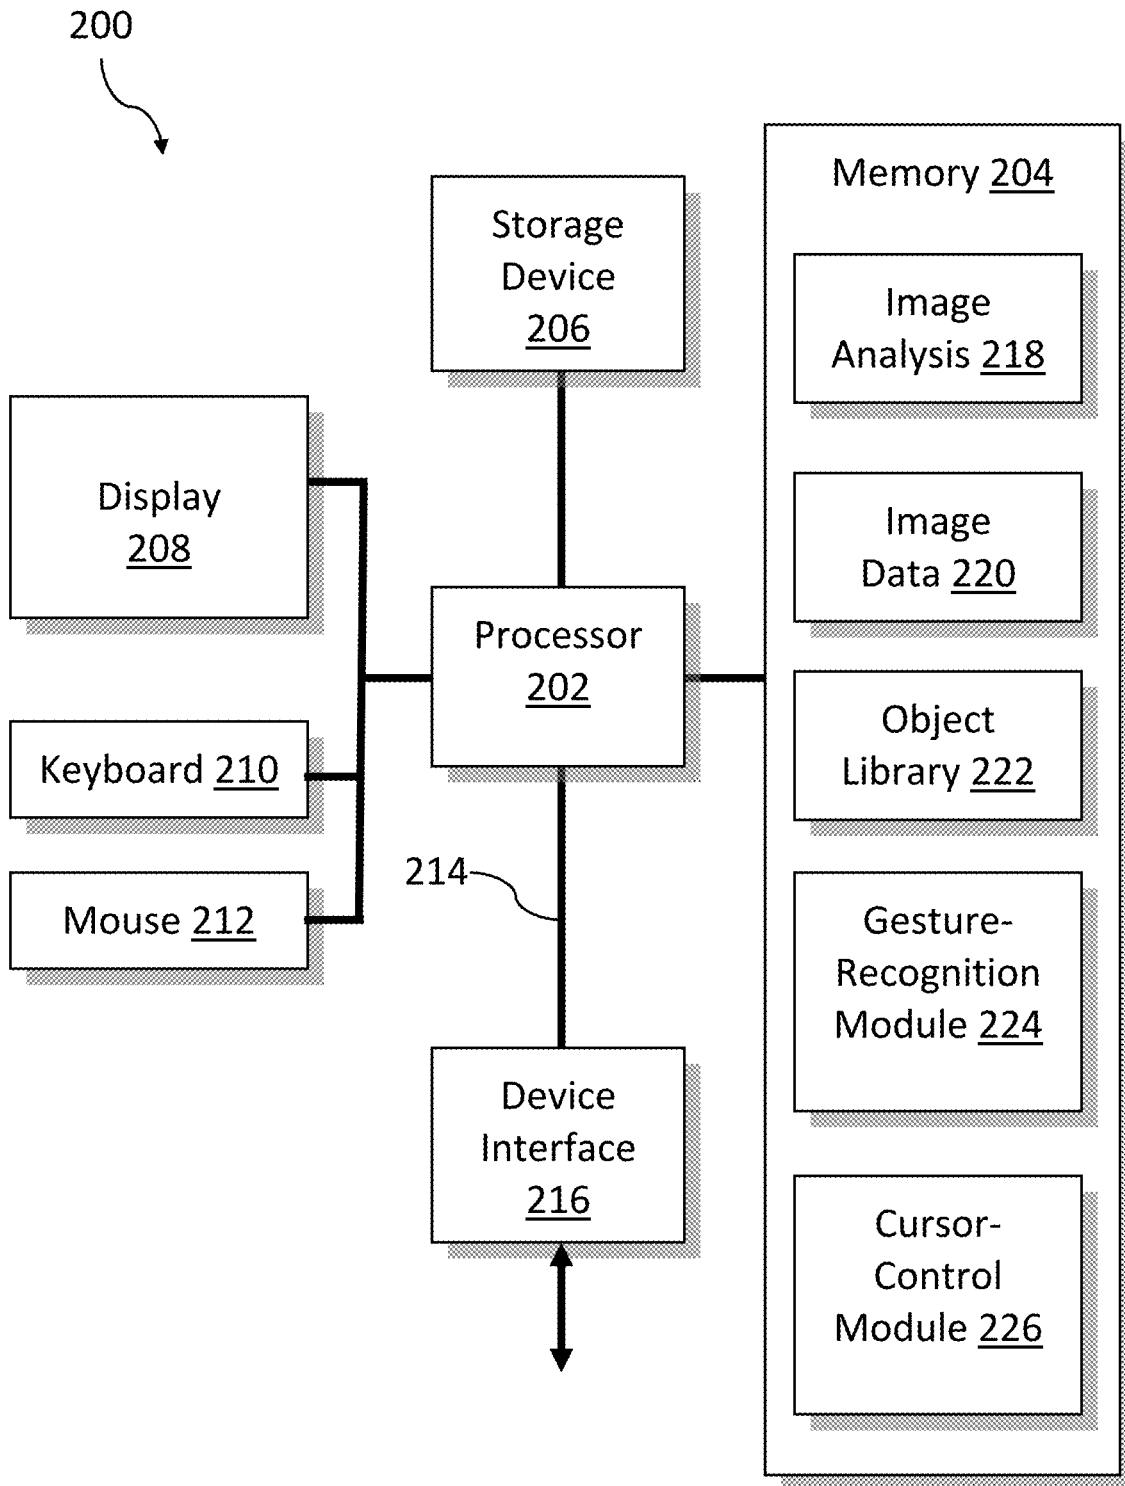 200
Memory 204
Storage
Device
206
Image
Analysis 218
Display
208
Image
Data 220
Processor
202
Object
Library 222
Keyboard 210
214
Mouse 212
Gesture-
Recognition
Module 224
Device
Interface
216
Cursor-
Control
Module 226